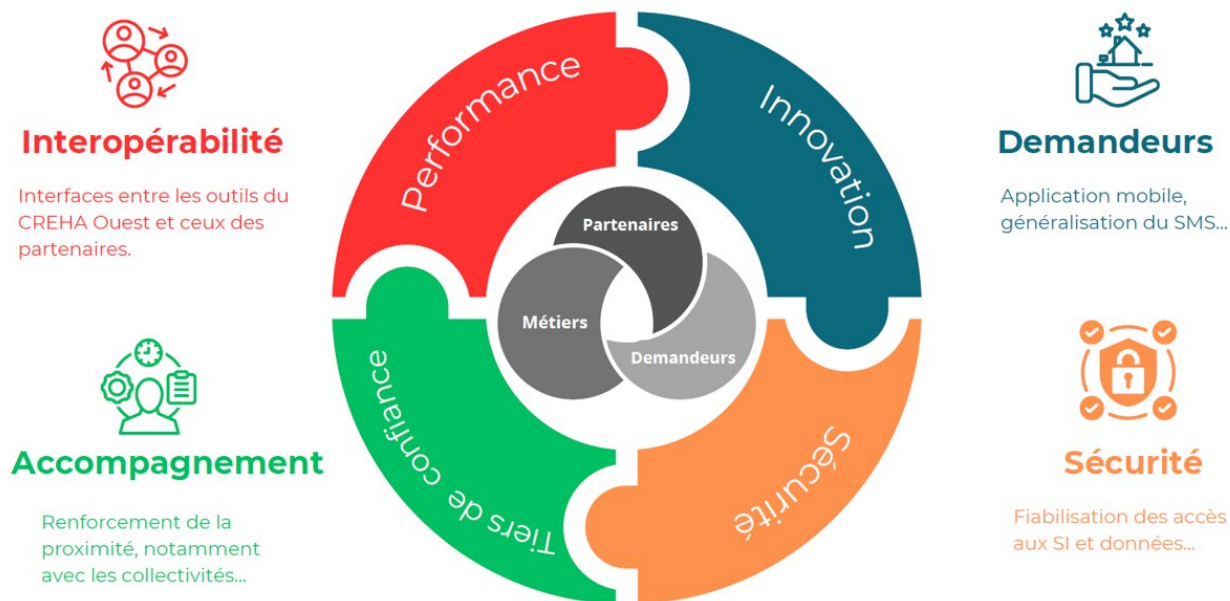 Interopérabilité
Interfaces entre les outils du
CREHA Ouest et ceux des
partenaires.
Performance
Innovation
Demandeurs
Application mobile,
généralisation du SMS...
Partenaires
Métiers
Demandeurs
Accompagnement
Renforcement de la
proximité, notamment
avec les collectivités...
Tiers de confiance
Sécurité
Sécurité
Fiabilisation des accès
aux SI et données...